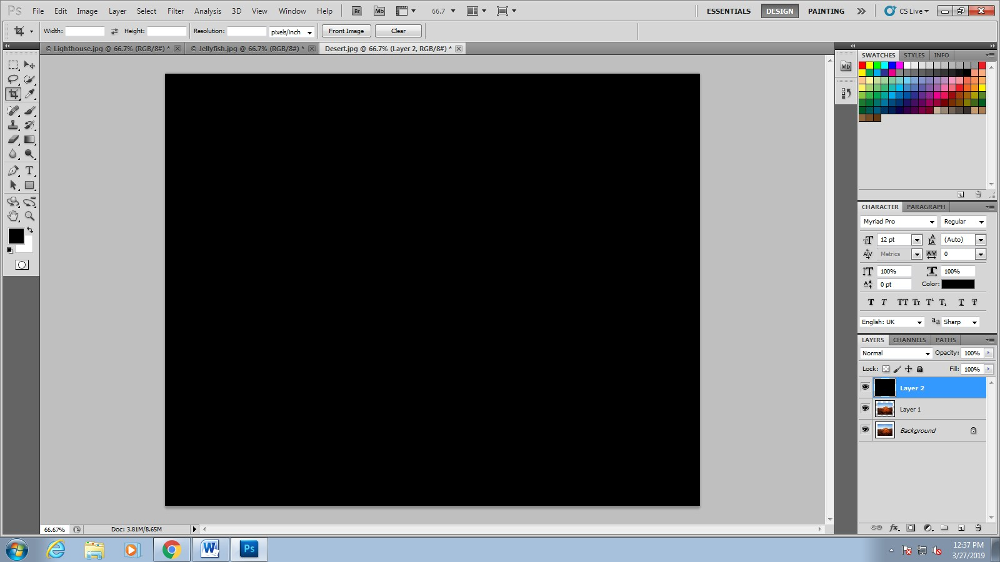 Ps File Edit Image Layer Select Filter Analysis 3D View Window Help Br Mb 66.7 ESSENTIALS DESIGN PAINTING CS Live
Width: Height: Resolution: pixels/inch Front Image Clear
© Lighthouse.jpg @ 66.7% (RGB/8#) * © Jellyfish.jpg @ 66.7% (RGB/8#) * Desert.jpg @ 66.7% (Layer 2, RGB/8#) *
SWATCHES STYLES INFO
Mb
CHARACTER PARAGRAPH
Myriad Pro Regular
12 pt (Auto)
Metrics 0
100% 100%
0 pt Color:
T T TT Tt T¹ T₁ T T
English: UK aa Sharp
LAYERS CHANNELS PATHS
Normal Opacity: 100%
Lock: Fill: 100%
Layer 2
Layer 1
Background
66.67% Doc: 3.81M/8.65M
Ps
12:37 PM
3/27/2019